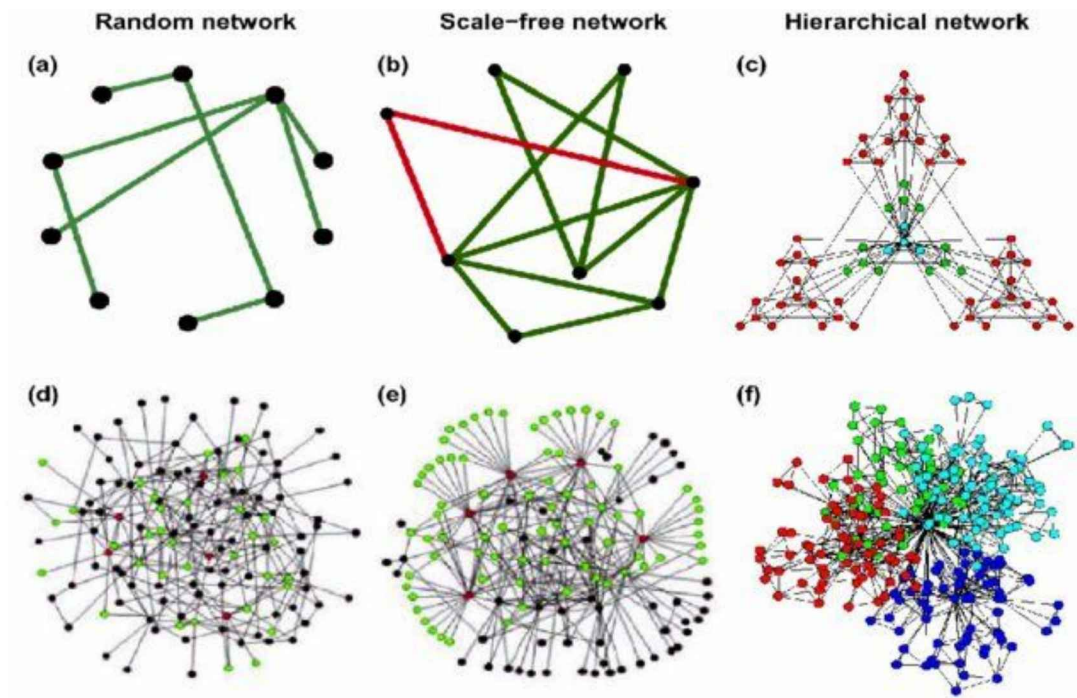 Random network Scale-free network Hierarchical network
(a) (b) (c)
(d) (e) (f)